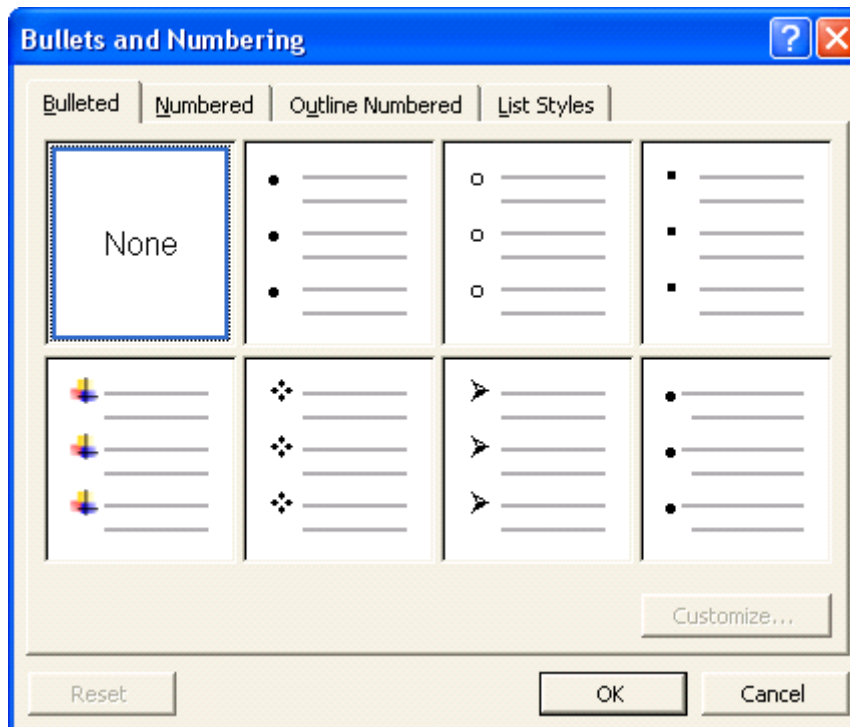 Bullets and Numbering
Bulleted Numbered Outline Numbered List Styles
None
Customize...
Reset OK Cancel